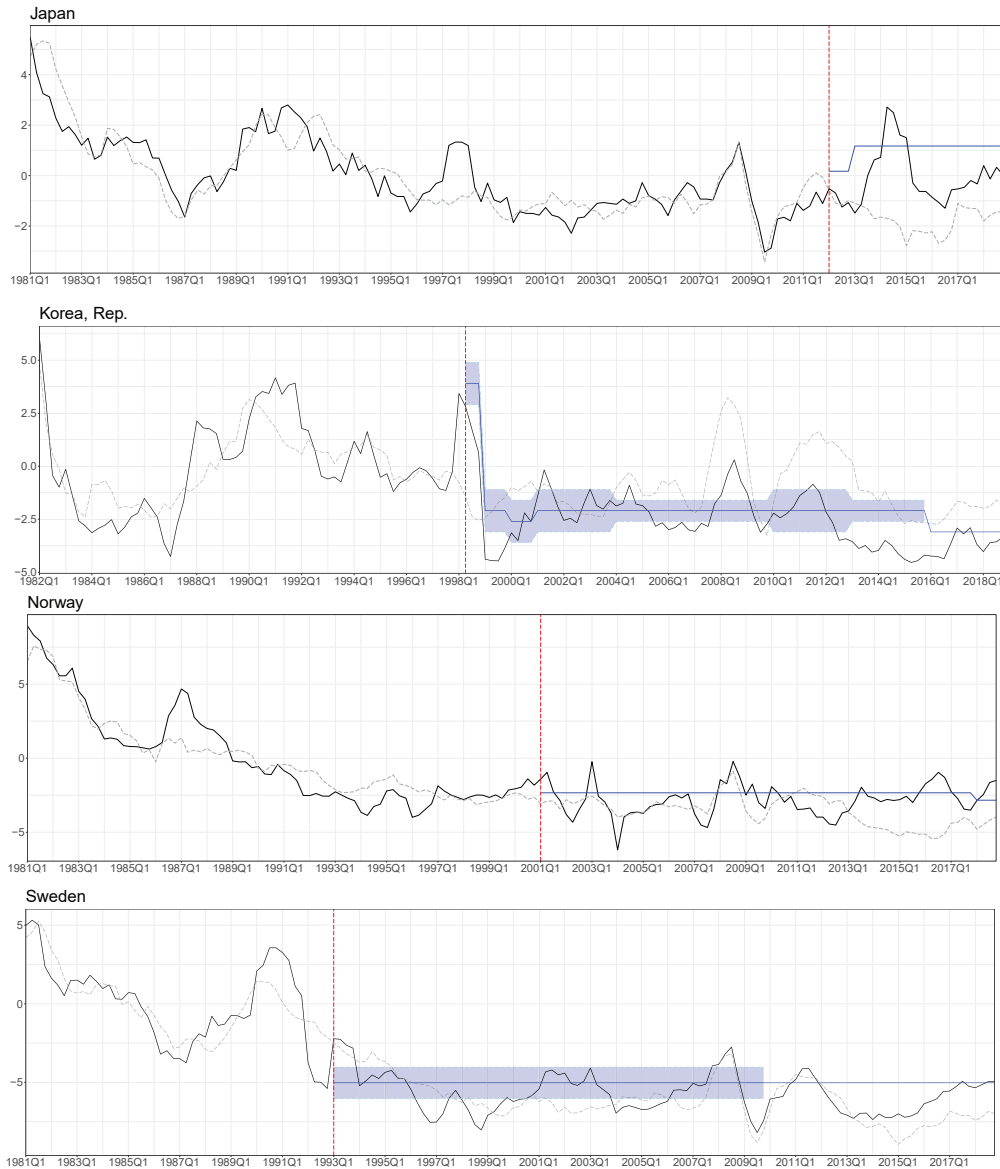 Japan
4
2
0
−2
1981Q1 1983Q1 1985Q1 1987Q1 1989Q1 1991Q1 1993Q1 1995Q1 1997Q1 1999Q1 2001Q1 2003Q1 2005Q1 2007Q1 2009Q1 2011Q1 2013Q1 2015Q1 2017Q1
Korea, Rep.
5.0
2.5
0.0
−2.5
−5.0
1982Q1 1984Q1 1986Q1 1988Q1 1990Q1 1992Q1 1994Q1 1996Q1 1998Q1 2000Q1 2002Q1 2004Q1 2006Q1 2008Q1 2010Q1 2012Q1 2014Q1 2016Q1 2018Q1
Norway
5
0
−5
1981Q1 1983Q1 1985Q1 1987Q1 1989Q1 1991Q1 1993Q1 1995Q1 1997Q1 1999Q1 2001Q1 2003Q1 2005Q1 2007Q1 2009Q1 2011Q1 2013Q1 2015Q1 2017Q1
Sweden
5
0
−5
1981Q1 1983Q1 1985Q1 1987Q1 1989Q1 1991Q1 1993Q1 1995Q1 1997Q1 1999Q1 2001Q1 2003Q1 2005Q1 2007Q1 2009Q1 2011Q1 2013Q1 2015Q1 2017Q1